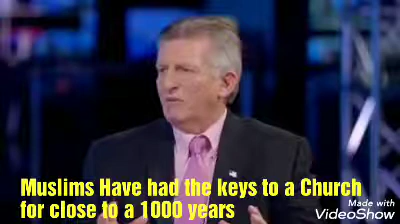 Muslims Have had the keys to a Church
for close to a 1000 years
Made with
VideoShow